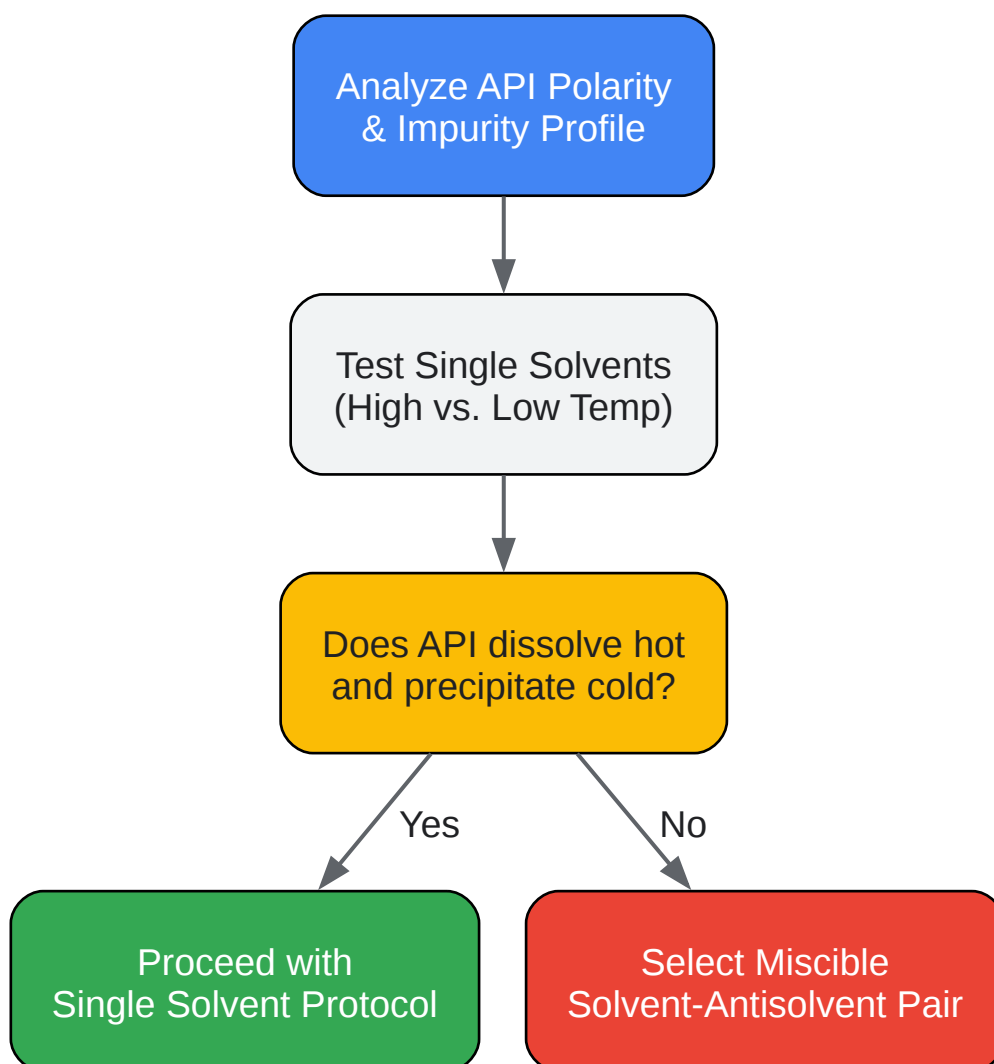 Analyze API Polarity
& Impurity Profile
Test Single Solvents
(High vs. Low Temp)
Does API dissolve hot
and precipitate cold?
Yes
No
Proceed with
Single Solvent Protocol
Select Miscible
Solvent-Antisolvent Pair